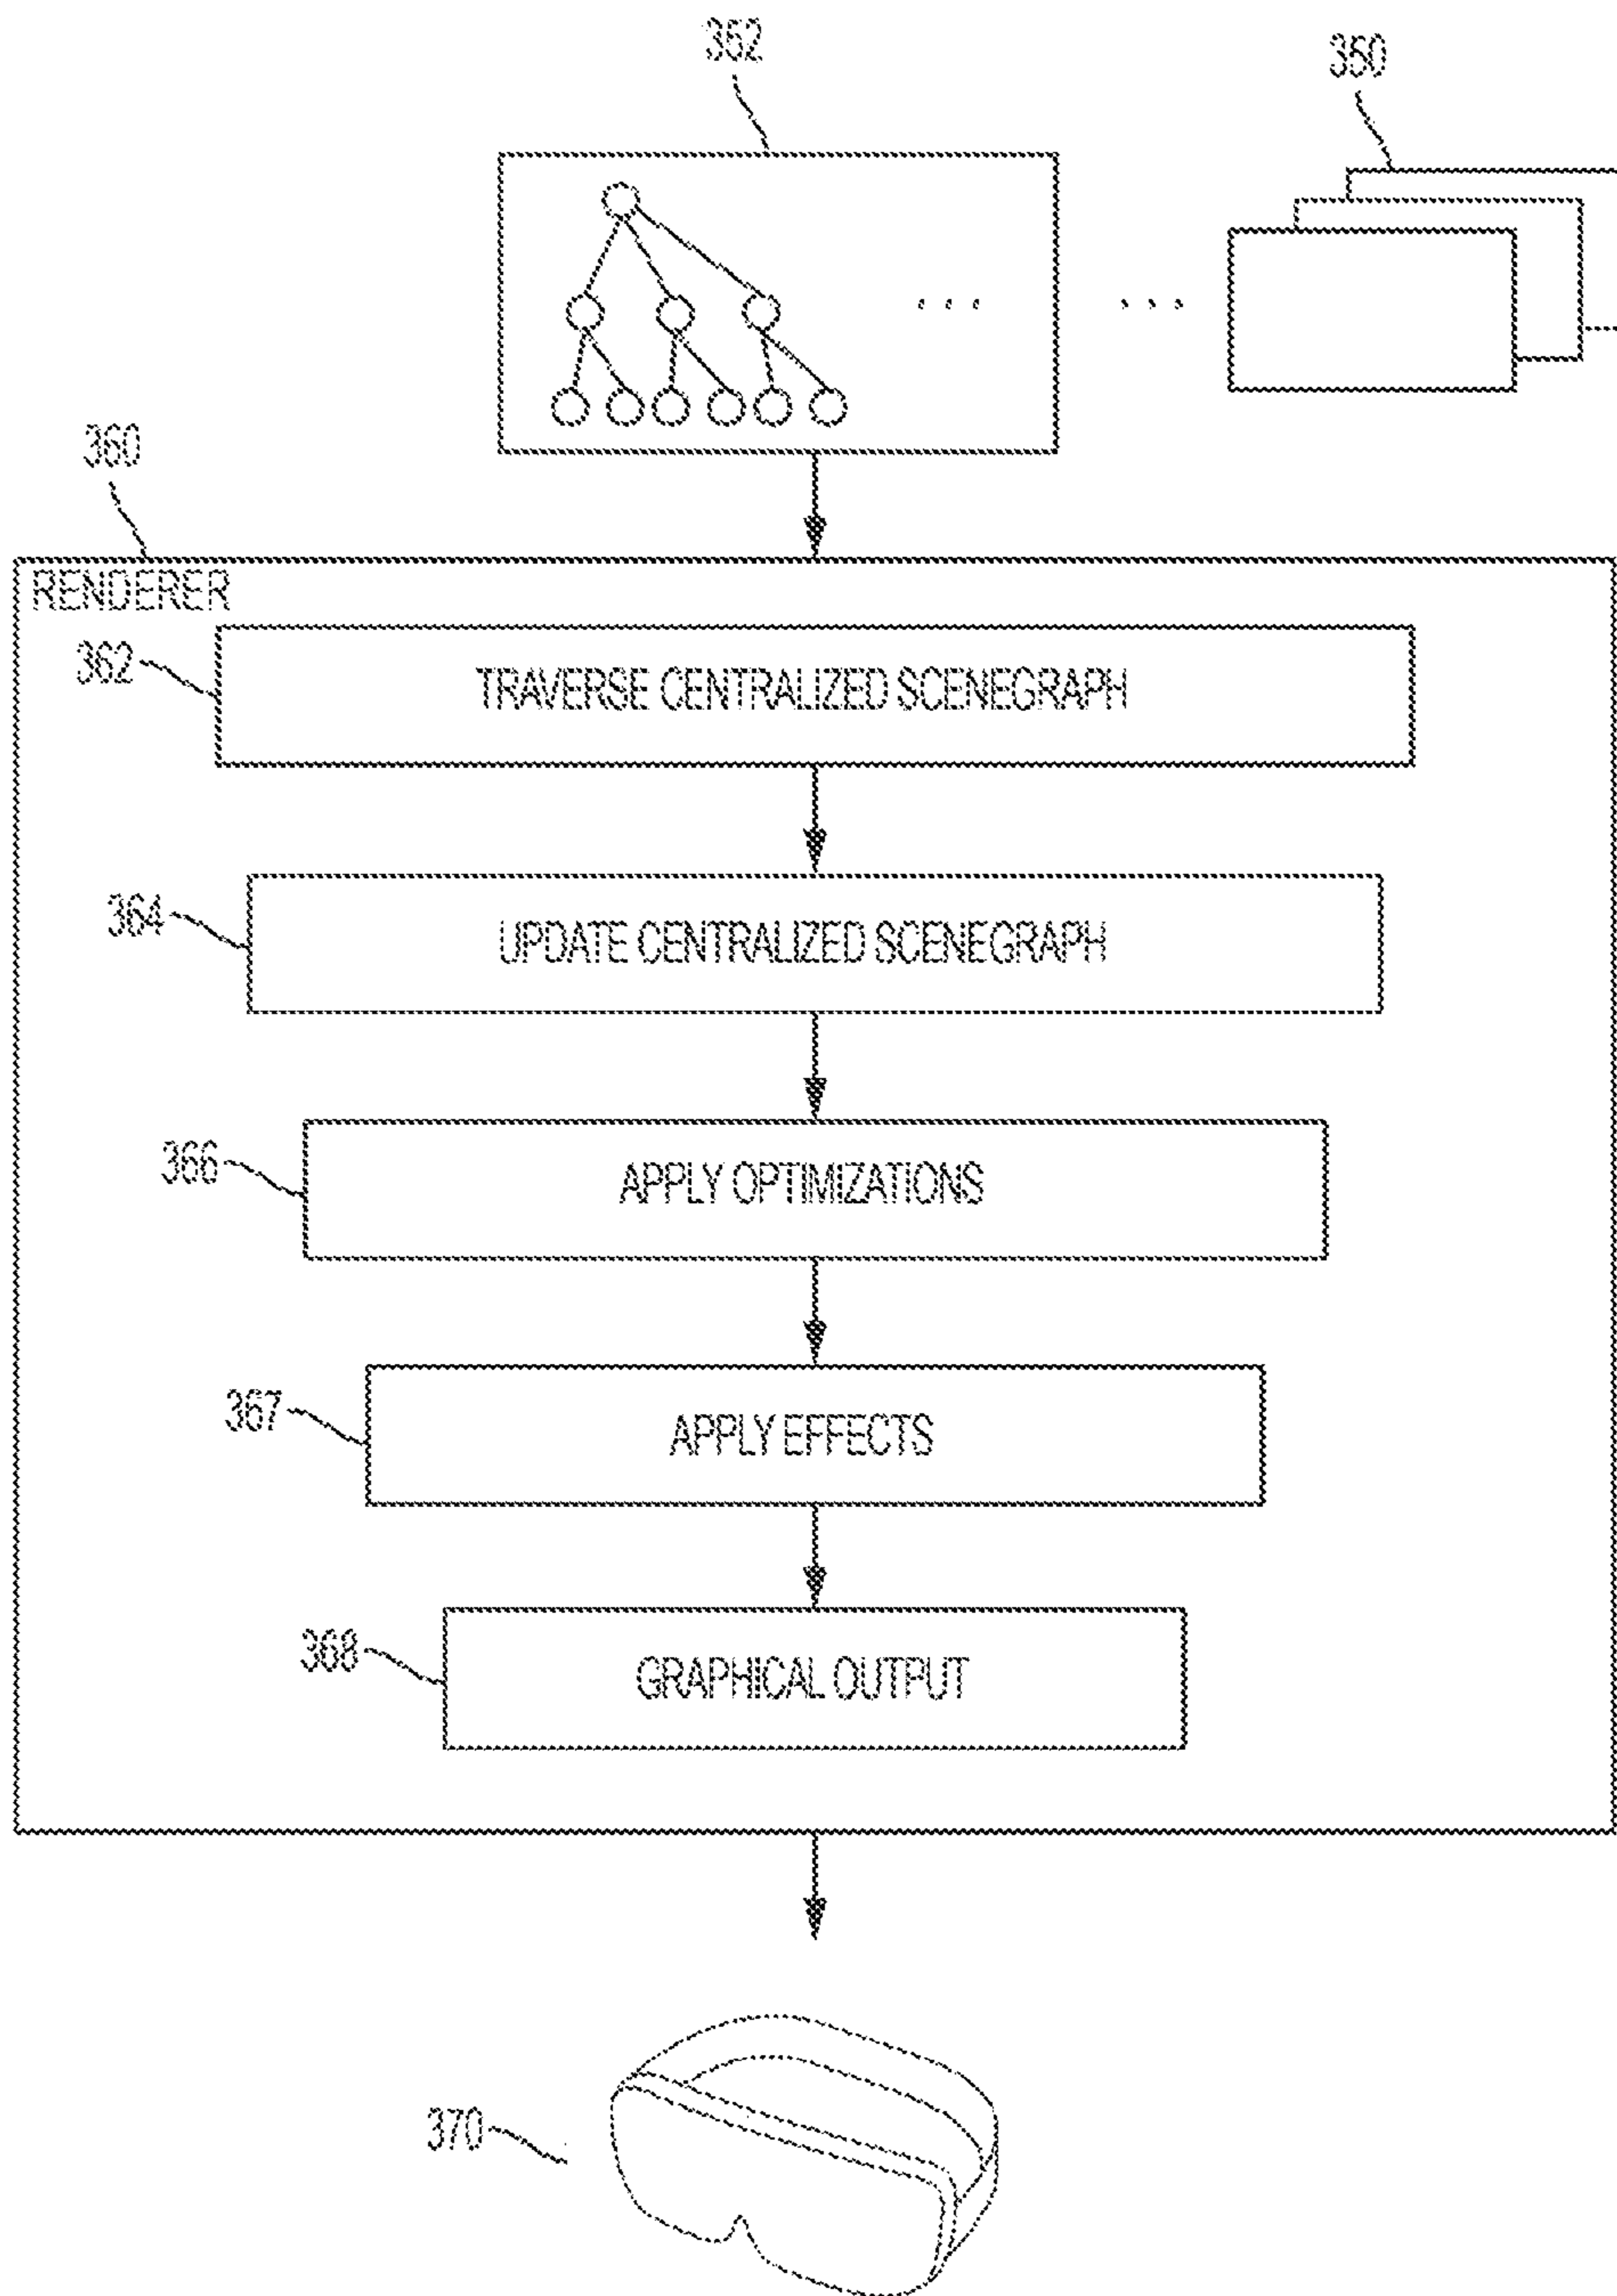 352
350
360
RENDERER
362
TRAVERSE CENTRALIZED SCENEGRAPH
364
UPDATE CENTRALIZED SCENEGRAPH
366
APPLY OPTIMIZATIONS
367
APPLY EFFECTS
368
GRAPHICAL OUTPUT
370